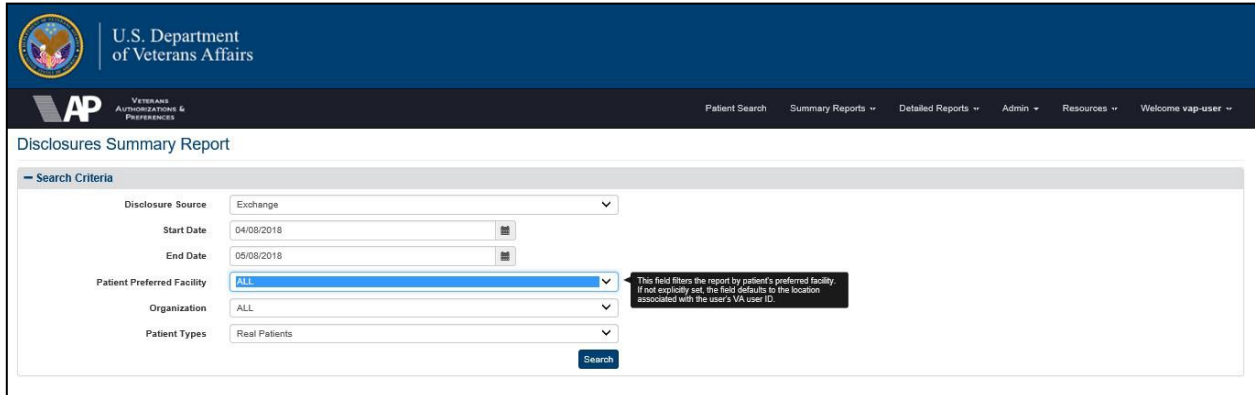 U.S. Department
of Veterans Affairs
VAP
VETERANS
AUTHORIZATIONS &
PREFERENCES
Patient Search Summary Reports Detailed Reports Admin Resources Welcome vap-user
Disclosures Summary Report
Search Criteria
Disclosure Source Exchange
Start Date 04/08/2018
End Date 05/08/2018
Patient Preferred Facility ALL
This field filters the report by patient's preferred facility.
If not explicitly set, the field defaults to the location
associated with the user's VA user ID.
Organization ALL
Patient Types Real Patients
Search